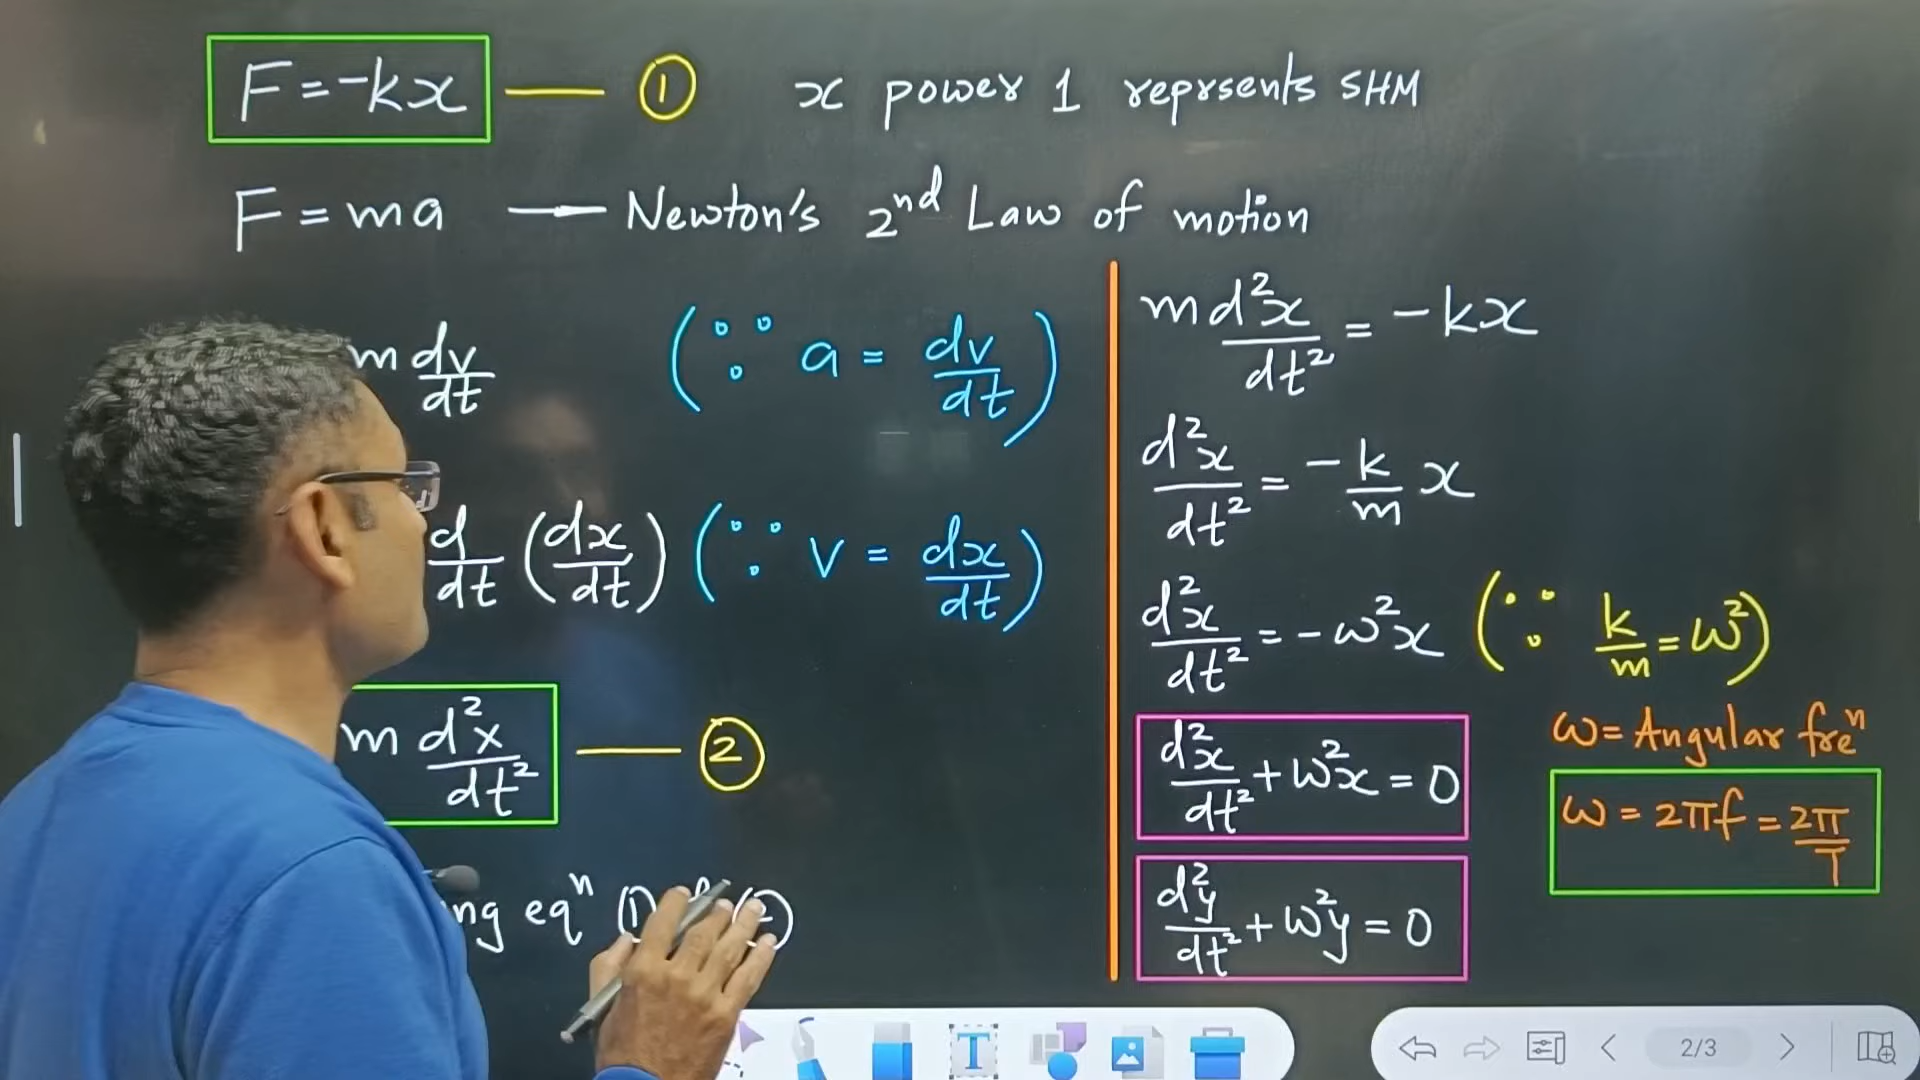 F = -kx — ① x power 1 reprsents SHM
F = ma — Newton's 2nd Law of motion
m dv/dt (∵ a = dv/dt)
d/dt (dx/dt) (∵ v = dx/dt)
m d²x/dt² — ②
ng eqⁿ ① ②
m d²x/dt² = -kx
d²x/dt² = -k/m x
d²x/dt² = -ω²x (∵ k/m = ω²)
ω = Angular freⁿ
d²x/dt² + ω²x = 0
ω = 2πf = 2π/T
d²y/dt² + ω²y = 0
T
2/3